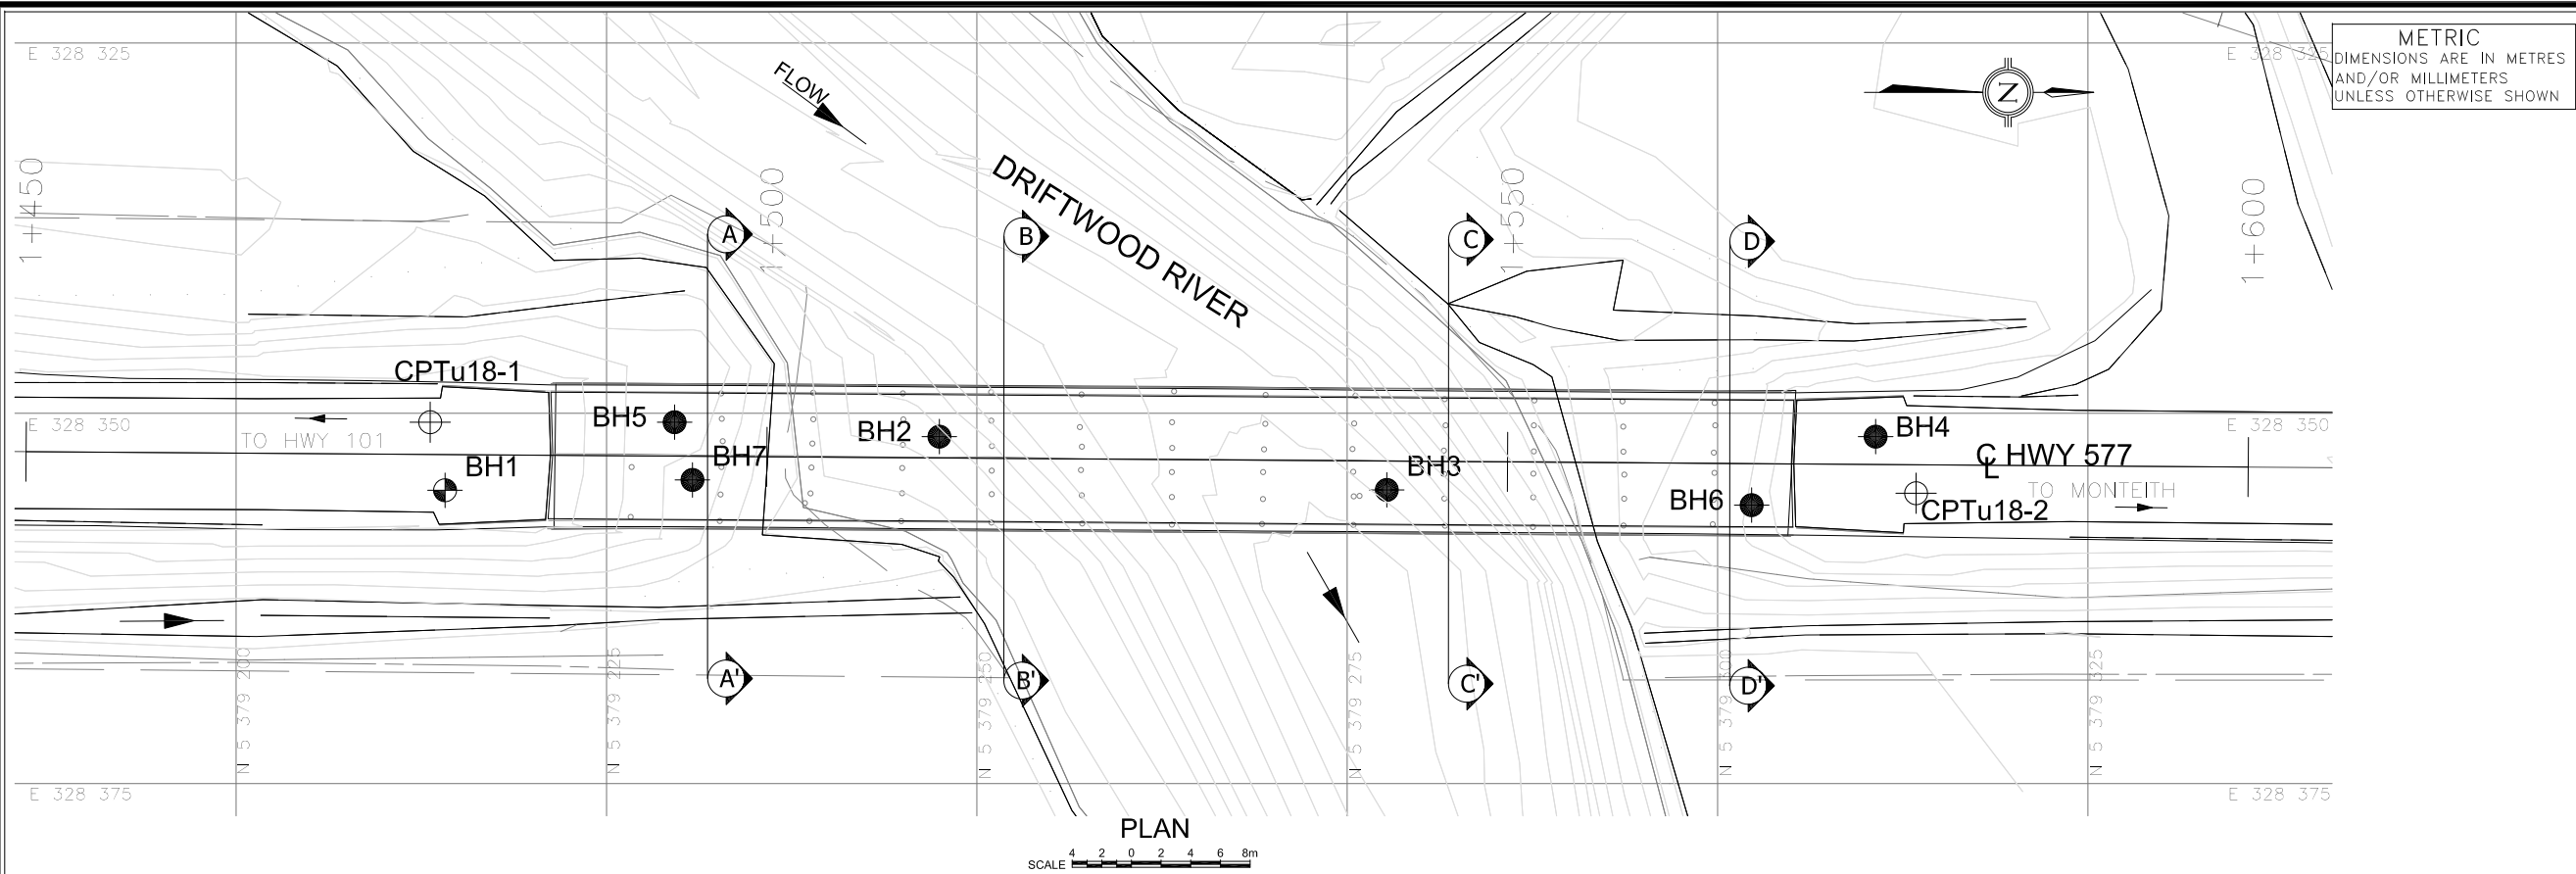 METRIC
DIMENSIONS ARE IN METRES
AND/OR MILLIMETERS
UNLESS OTHERWISE SHOWN
E 328 325
E 328 325
FLOW
N
1+450
1+500
1+550
1+600
DRIFTWOOD RIVER
A
B
C
D
CPTu18-1
BH5
BH2
BH4
E 328 350
E 328 350
TO HWY 101
BH7
BH3
BH1
CL HWY 577
TO MONTEITH
BH6
CPTu18-2
A'
B'
C'
D'
N 5 379 200
N 5 379 225
N 5 379 250
N 5 379 275
N 5 379 300
N 5 379 325
E 328 375
E 328 375
PLAN
SCALE 4 2 0 2 4 6 8m